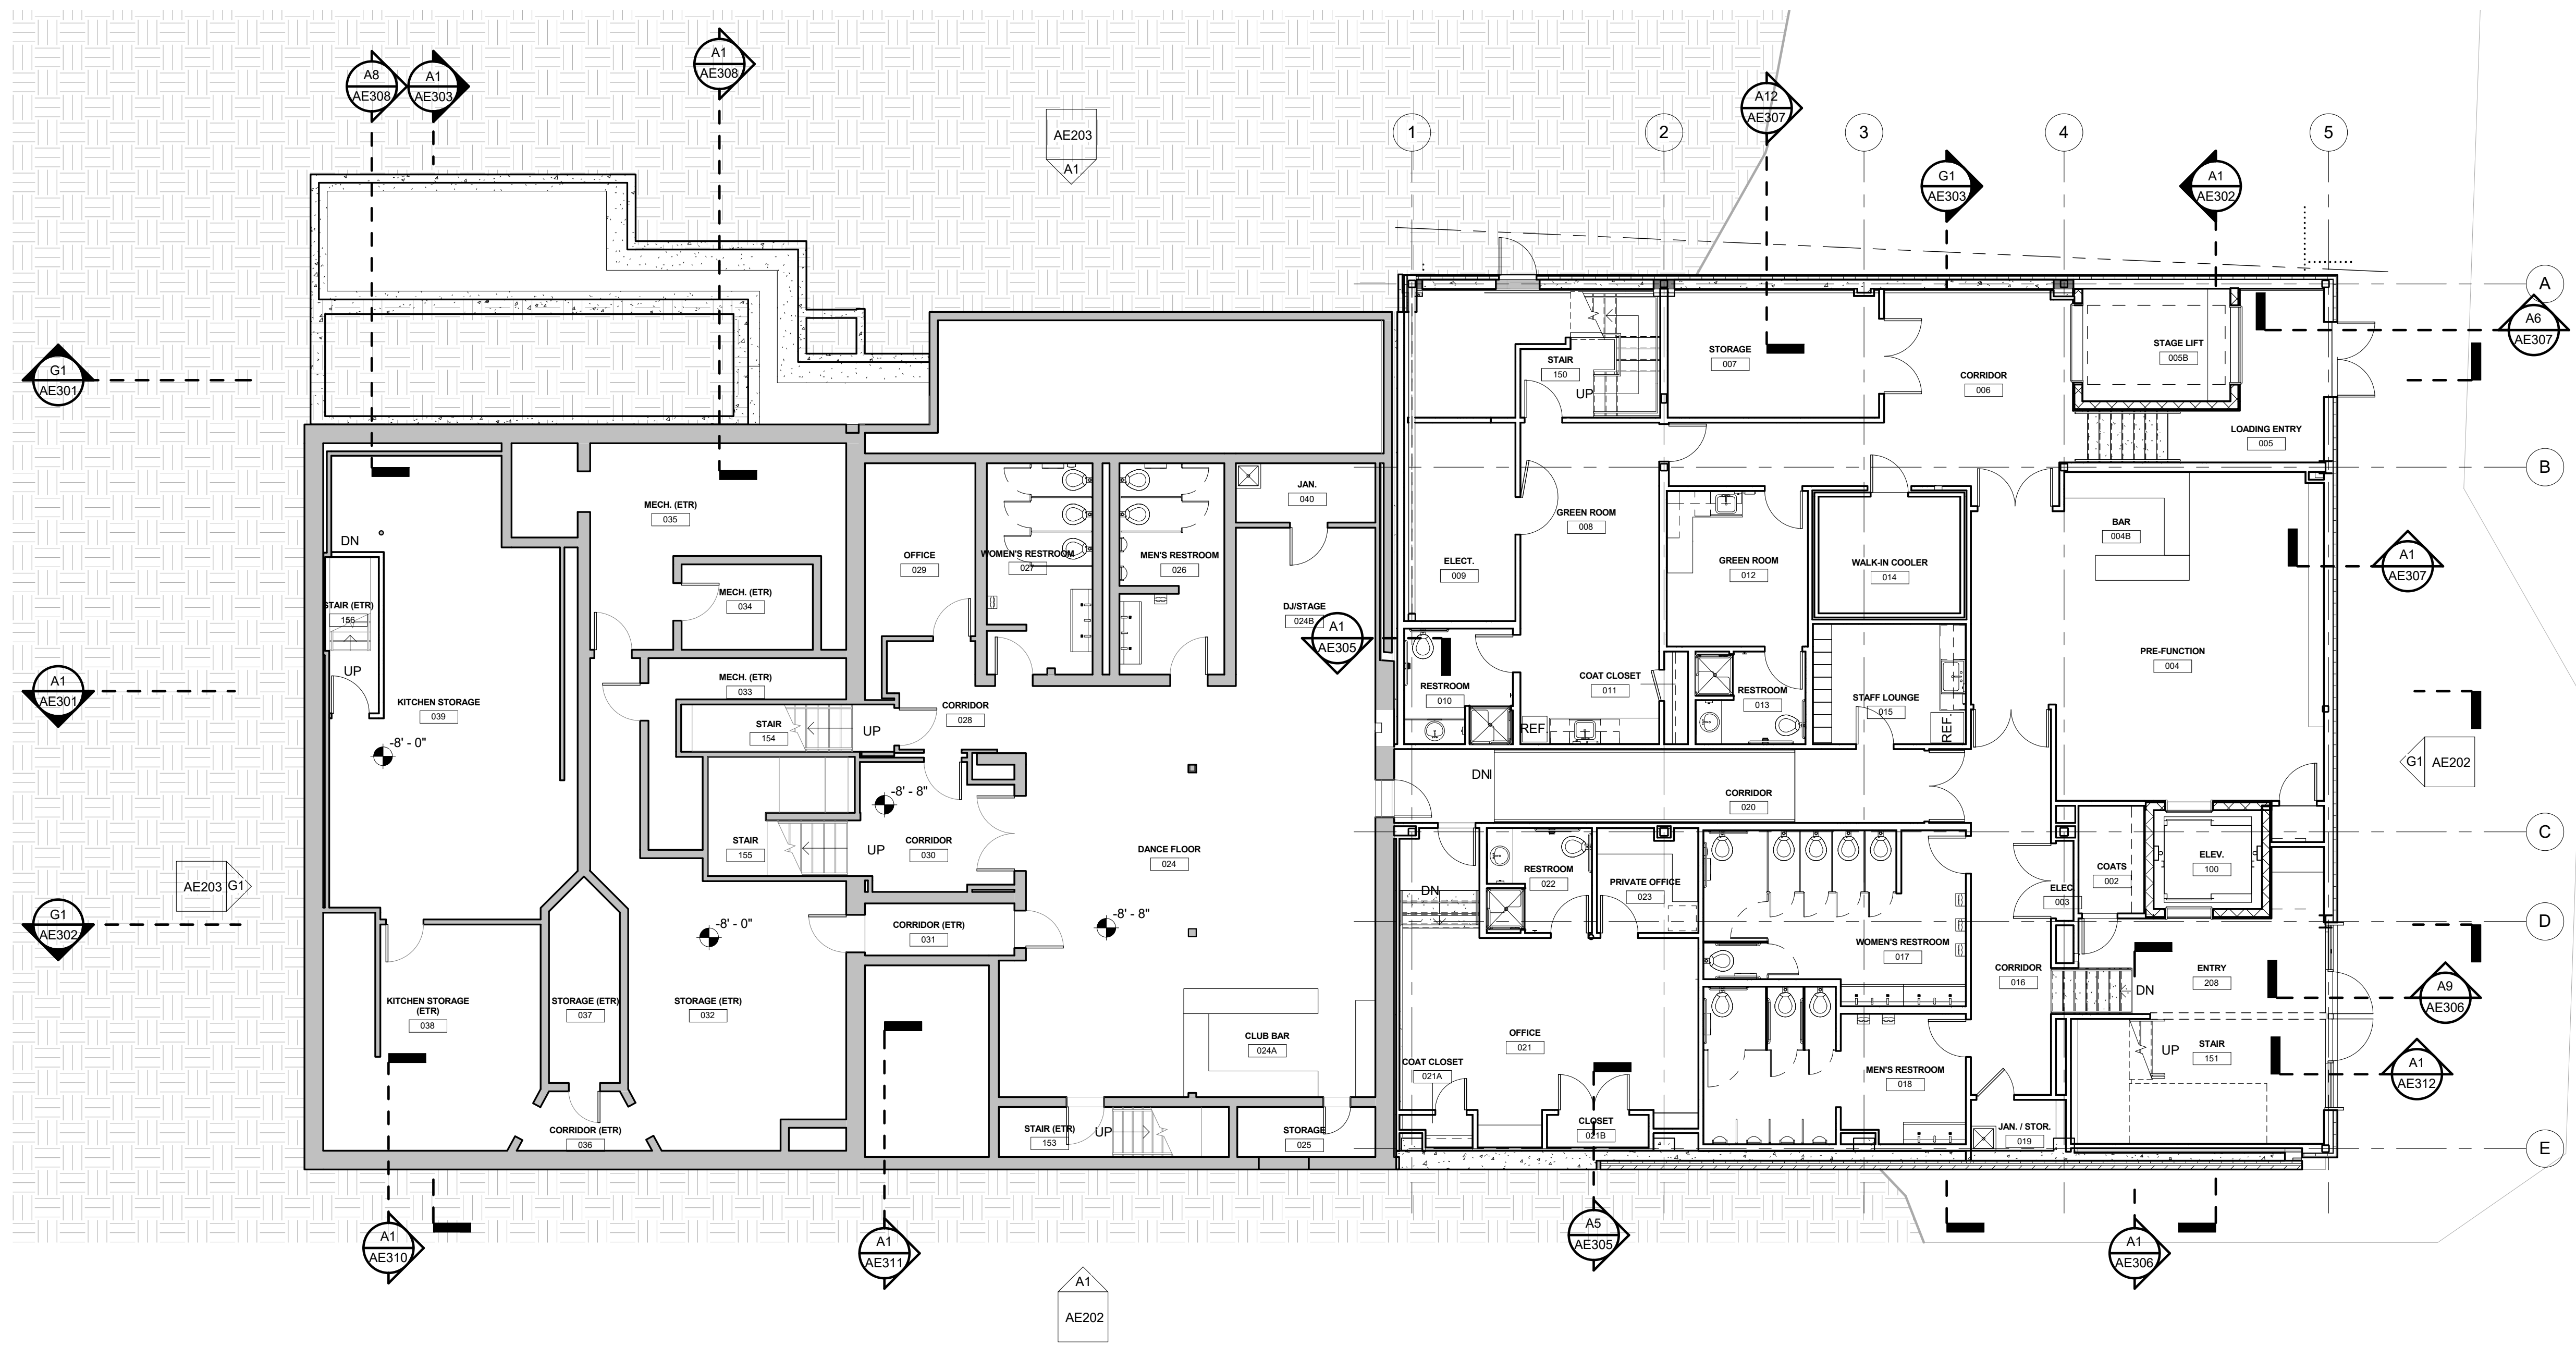 A8
AE308
A1
AE303
A1
AE308
AE203
A1
A12
AE307
1
2
3
4
5
G1
AE303
A1
AE302
A
A6
AE307
G1
AE301
STAGE LIFT
005B
STORAGE
007
STAIR
150
UP
CORRIDOR
006
LOADING ENTRY
005
B
MECH. (ETR)
035
JAN.
040
GREEN ROOM
008
BAR
004B
DN
OFFICE
029
WOMEN'S RESTROOM
027
MEN'S RESTROOM
026
ELECT.
009
GREEN ROOM
012
WALK-IN COOLER
014
A1
AE307
MECH. (ETR)
034
STAIR (ETR)
156
UP
DJ/STAGE
024B
A1
AE305
PRE-FUNCTION
004
A1
AE301
MECH. (ETR)
033
KITCHEN STORAGE
039
CORRIDOR
028
RESTROOM
010
COAT CLOSET
011
RESTROOM
013
STAFF LOUNGE
015
STAIR
154
UP
REF.
REF.
-8' - 0"
DN
G1
AE202
-8' - 8"
CORRIDOR
020
C
STAIR
155
UP
CORRIDOR
030
DANCE FLOOR
024
RESTROOM
022
PRIVATE OFFICE
023
COATS
002
ELEV.
100
AE203
G1
DN
ELEC
003
G1
AE302
-8' - 0"
CORRIDOR (ETR)
031
-8' - 8"
D
WOMEN'S RESTROOM
017
CORRIDOR
016
ENTRY
208
DN
A9
AE306
KITCHEN STORAGE
(ETR)
038
STORAGE (ETR)
037
STORAGE (ETR)
032
CLUB BAR
024A
OFFICE
021
COAT CLOSET
021A
MEN'S RESTROOM
018
UP
STAIR
151
A1
AE312
CORRIDOR (ETR)
036
STAIR (ETR)
153
UP
STORAGE
025
CLOSET
021B
JAN. / STOR.
019
E
A1
AE310
A1
AE311
A5
AE305
A1
AE306
A1
AE202